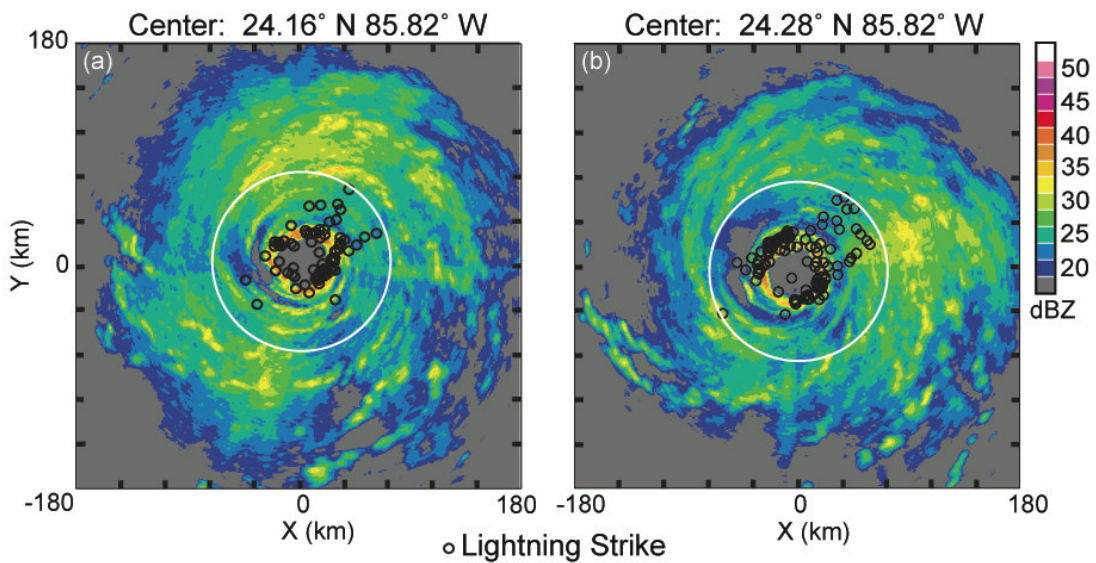 Center: 24.16° N 85.82° W
Center: 24.28° N 85.82° W
180
(a)
(b)
50
45
40
35
30
25
20
dBZ
Y (km)
0
-180
0
180
-180
0
180
X (km)
X (km)
Lightning Strike